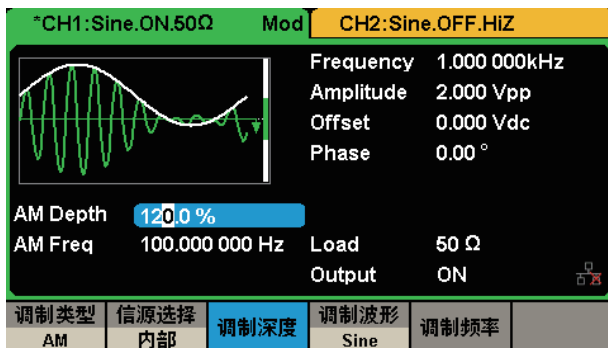 *CH1:Sine.ON.50Ω Mod CH2:Sine.OFF.HiZ
Frequency 1.000 000kHz
Amplitude 2.000 Vpp
Offset 0.000 Vdc
Phase 0.00 °
AM Depth 120.0 %
AM Freq 100.000 000 Hz Load 50 Ω
Output ON
调制类型 信源选择 调制深度 调制波形 调制频率
AM 内部 Sine